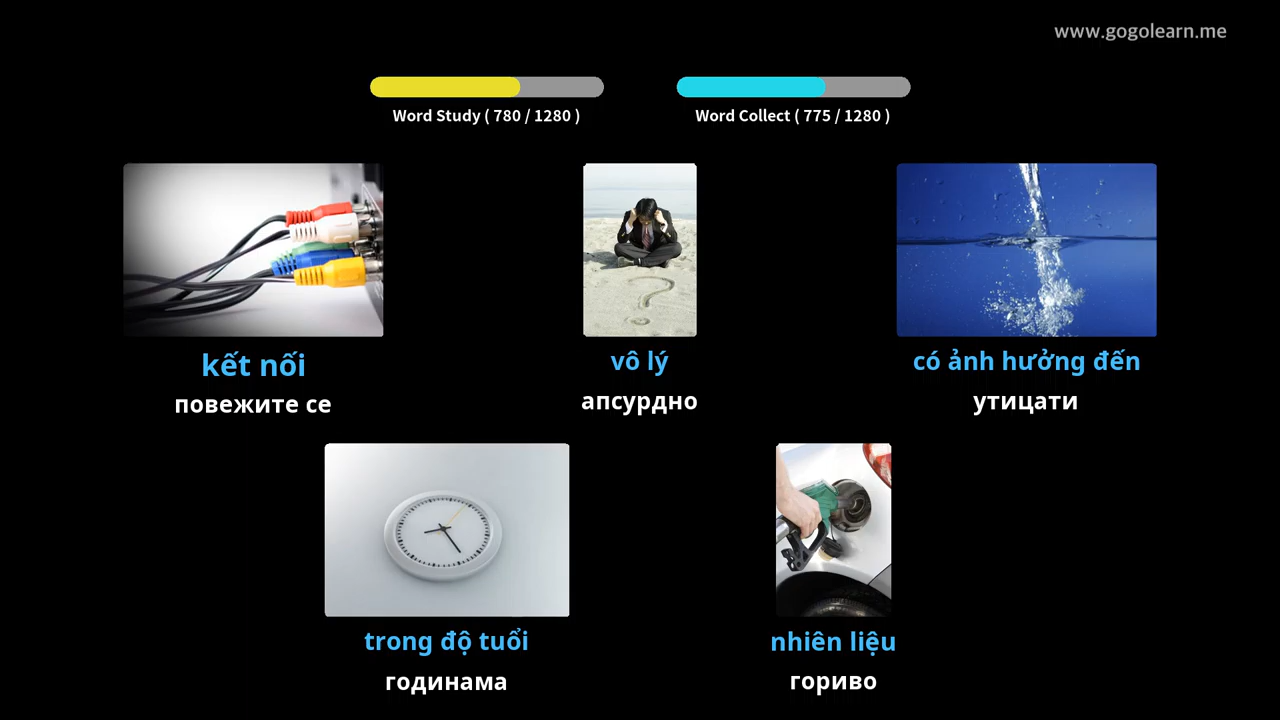 www.gogolearn.me
Word Study ( 780 / 1280 )
Word Collect ( 775 / 1280 )
kết nối
повежите се
vô lý
апсурдно
có ảnh hưởng đến
утицати
trong độ tuổi
годинама
nhiên liệu
гориво